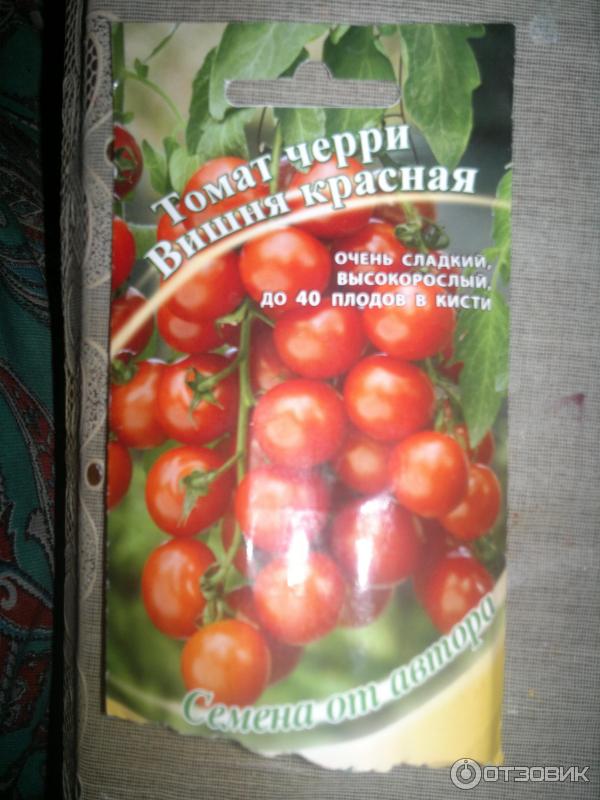 Томат черри
Вишня красная
ОЧЕНЬ СЛАДКИЙ,
ВЫСОКОРОСЛЫЙ,
ДО 40 ПЛОДОВ В КИСТИ
Семена от автора
ОТЗОВИК